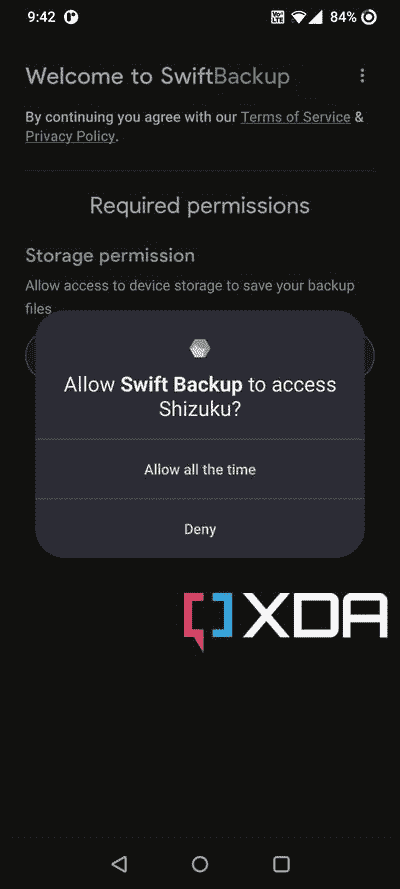 9:42
Vo
LTE
84%
Welcome to SwiftBackup
By continuing you agree with our Terms of Service &
Privacy Policy.
Required permissions
Storage permission
Allow access to device storage to save your backup
files
Allow Swift Backup to access
Shizuku?
Allow all the time
Deny
XDA